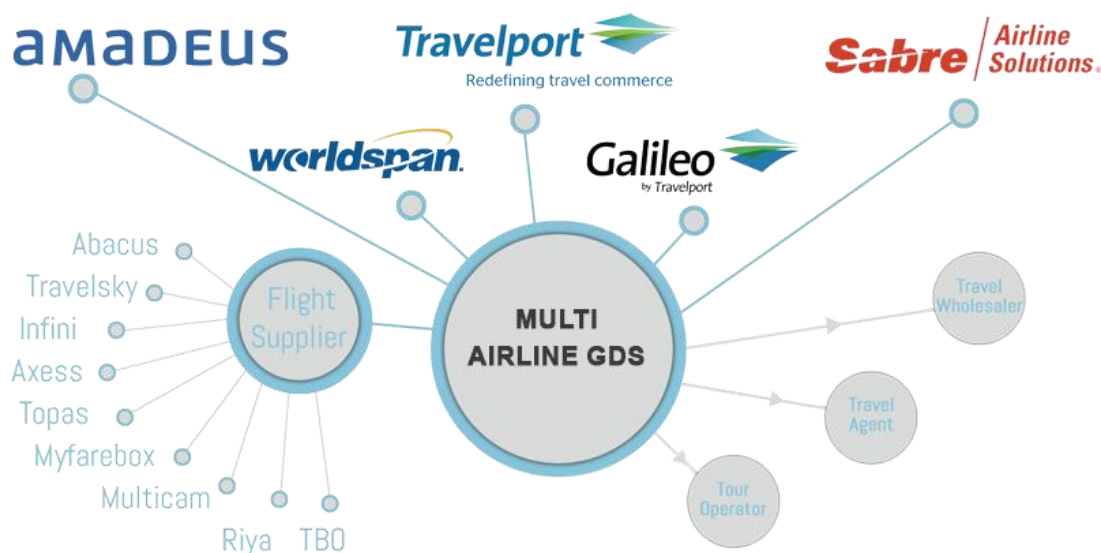 amadeus
Travelport
Redefining travel commerce
Sabre
Airline
Solutions.
worldspan.
Galileo
by Travelport
Abacus
Travelsky
Infini
Axess
Topas
Myfarebox
Multicam
Riya
TBO
Flight
Supplier
MULTI
AIRLINE GDS
Travel
Wholesaler
Travel
Agent
Tour
Operator